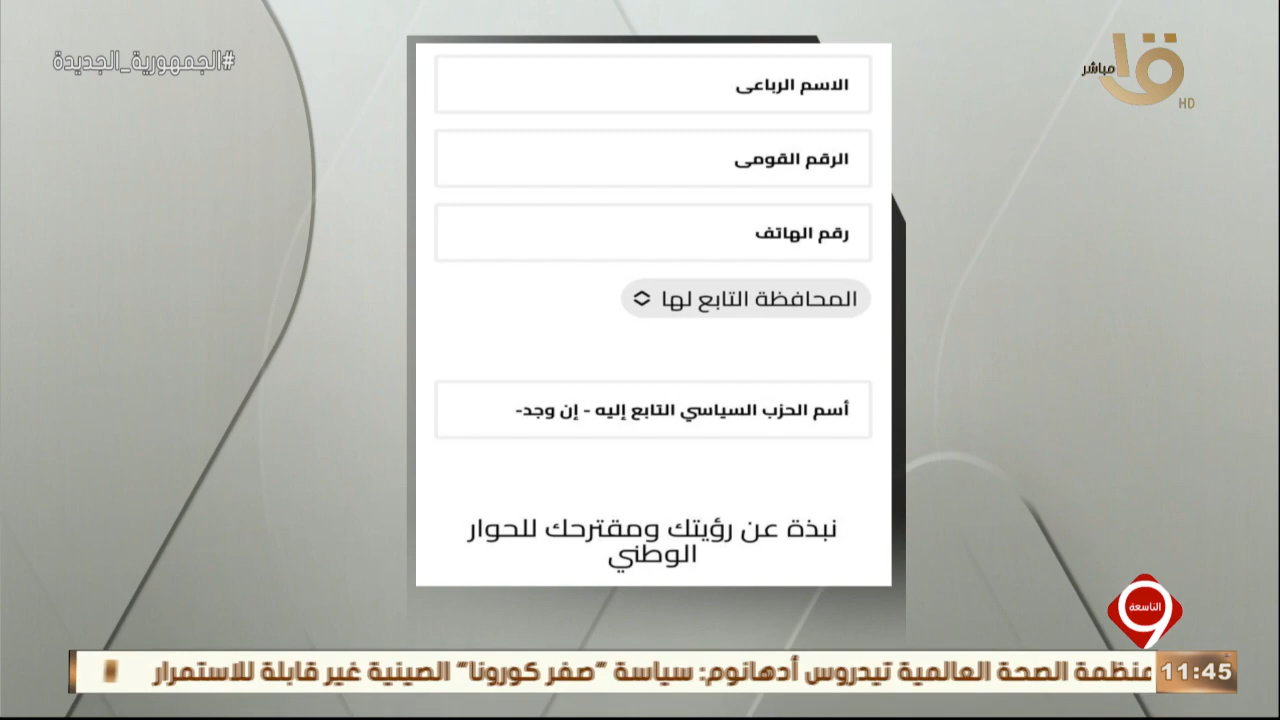 #الجمهورية_الجديدة
مباشر
HD
الاسم الرباعى
الرقم القومى
رقم الهاتف
المحافظة التابع لها
أسم الحزب السياسي التابع إليه - إن وجد-
نبذة عن رؤيتك ومقترحك للحوار
الوطني
9
التاسعة
منظمة الصحة العالمية تيدروس أدهانوم: سياسة "صفر كورونا" الصينية غير قابلة للاستمرار
11:45